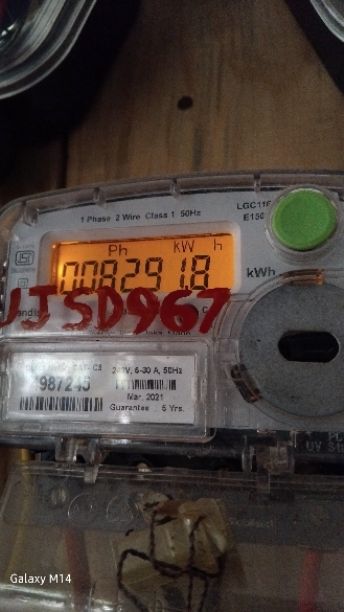 LGC116
E150
1 Phase 2 Wire Class 1 50Hz
Ph kW h
008291.8
kWh
JJSD967
987245
240V, 6-30 A, 50Hz
Mar. 2021
Guarantee : 5 Yrs.
Galaxy M14